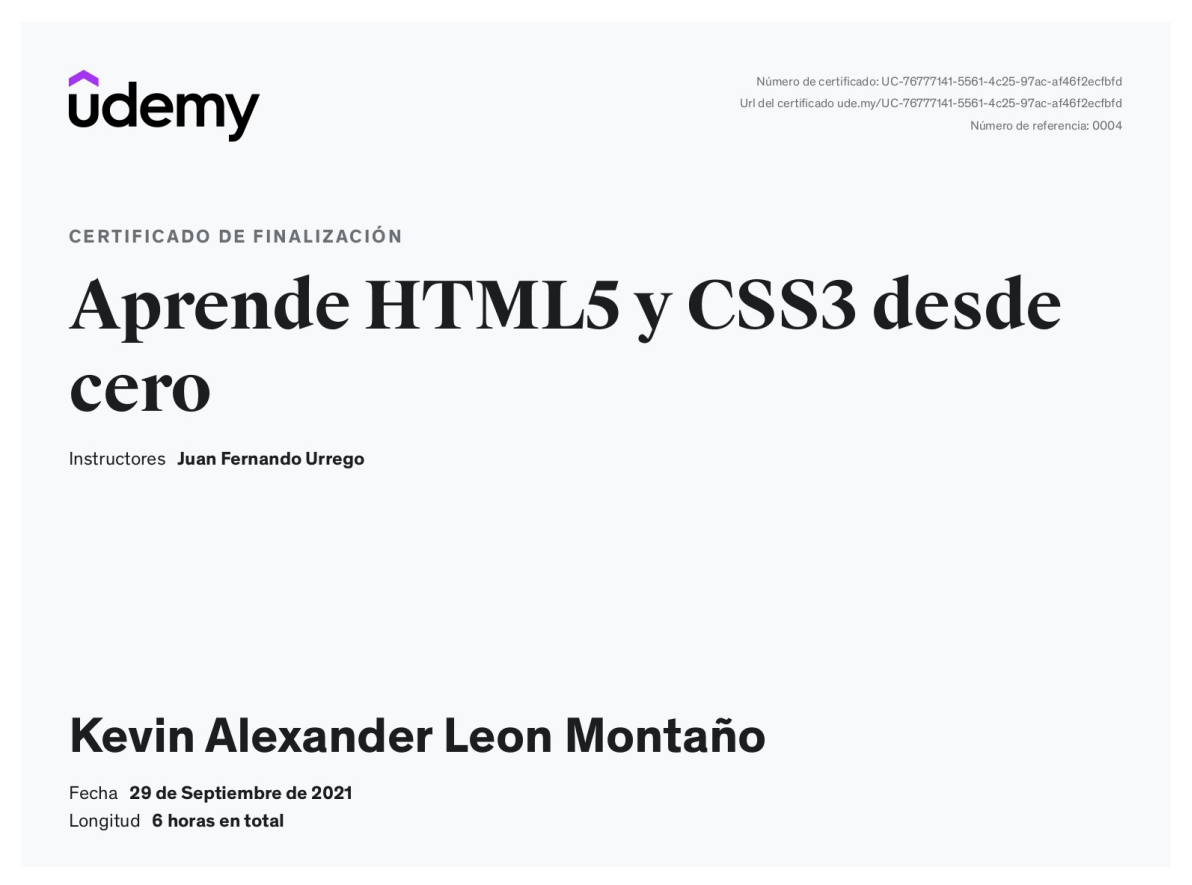 udemy
Número de certificado: UC-76777141-5561-4c25-97ac-af46f2ecfbfd
Url del certificado ude.my/UC-76777141-5561-4c25-97ac-af46f2ecfbfd
Número de referencia: 0004
CERTIFICADO DE FINALIZACIÓN
Aprende HTML5 y CSS3 desde
cero
Instructores Juan Fernando Urrego
Kevin Alexander Leon Montaño
Fecha 29 de Septiembre de 2021
Longitud 6 horas en total